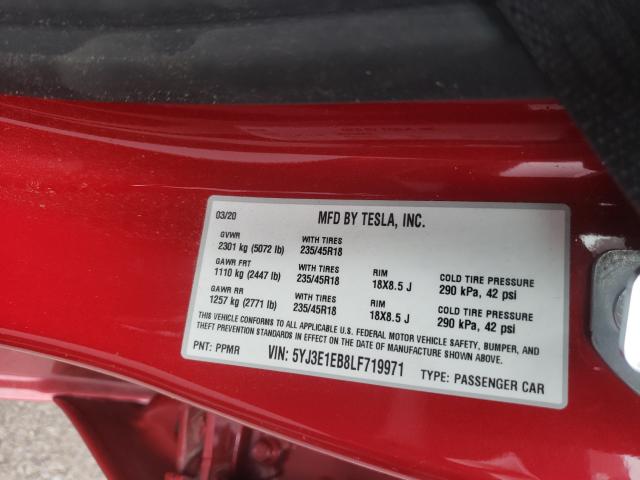 03/20 MFD BY TESLA, INC.
GVWR WITH TIRES
2301 kg (5072 lb) 235/45R18
GAWR FRT WITH TIRES RIM COLD TIRE PRESSURE
1110 kg (2447 lb) 235/45R18 18X8.5 J 290 kPa, 42 psi
GAWR RR WITH TIRES RIM COLD TIRE PRESSURE
1257 kg (2771 lb) 235/45R18 18X8.5 J 290 kPa, 42 psi
THIS VEHICLE CONFORMS TO ALL APPLICABLE U.S. FEDERAL MOTOR VEHICLE SAFETY, BUMPER, AND
THEFT PREVENTION STANDARDS IN EFFECT ON THE DATE OF MANUFACTURE SHOWN ABOVE.
PNT: PPMR VIN: 5YJ3E1EB8LF719971 TYPE: PASSENGER CAR